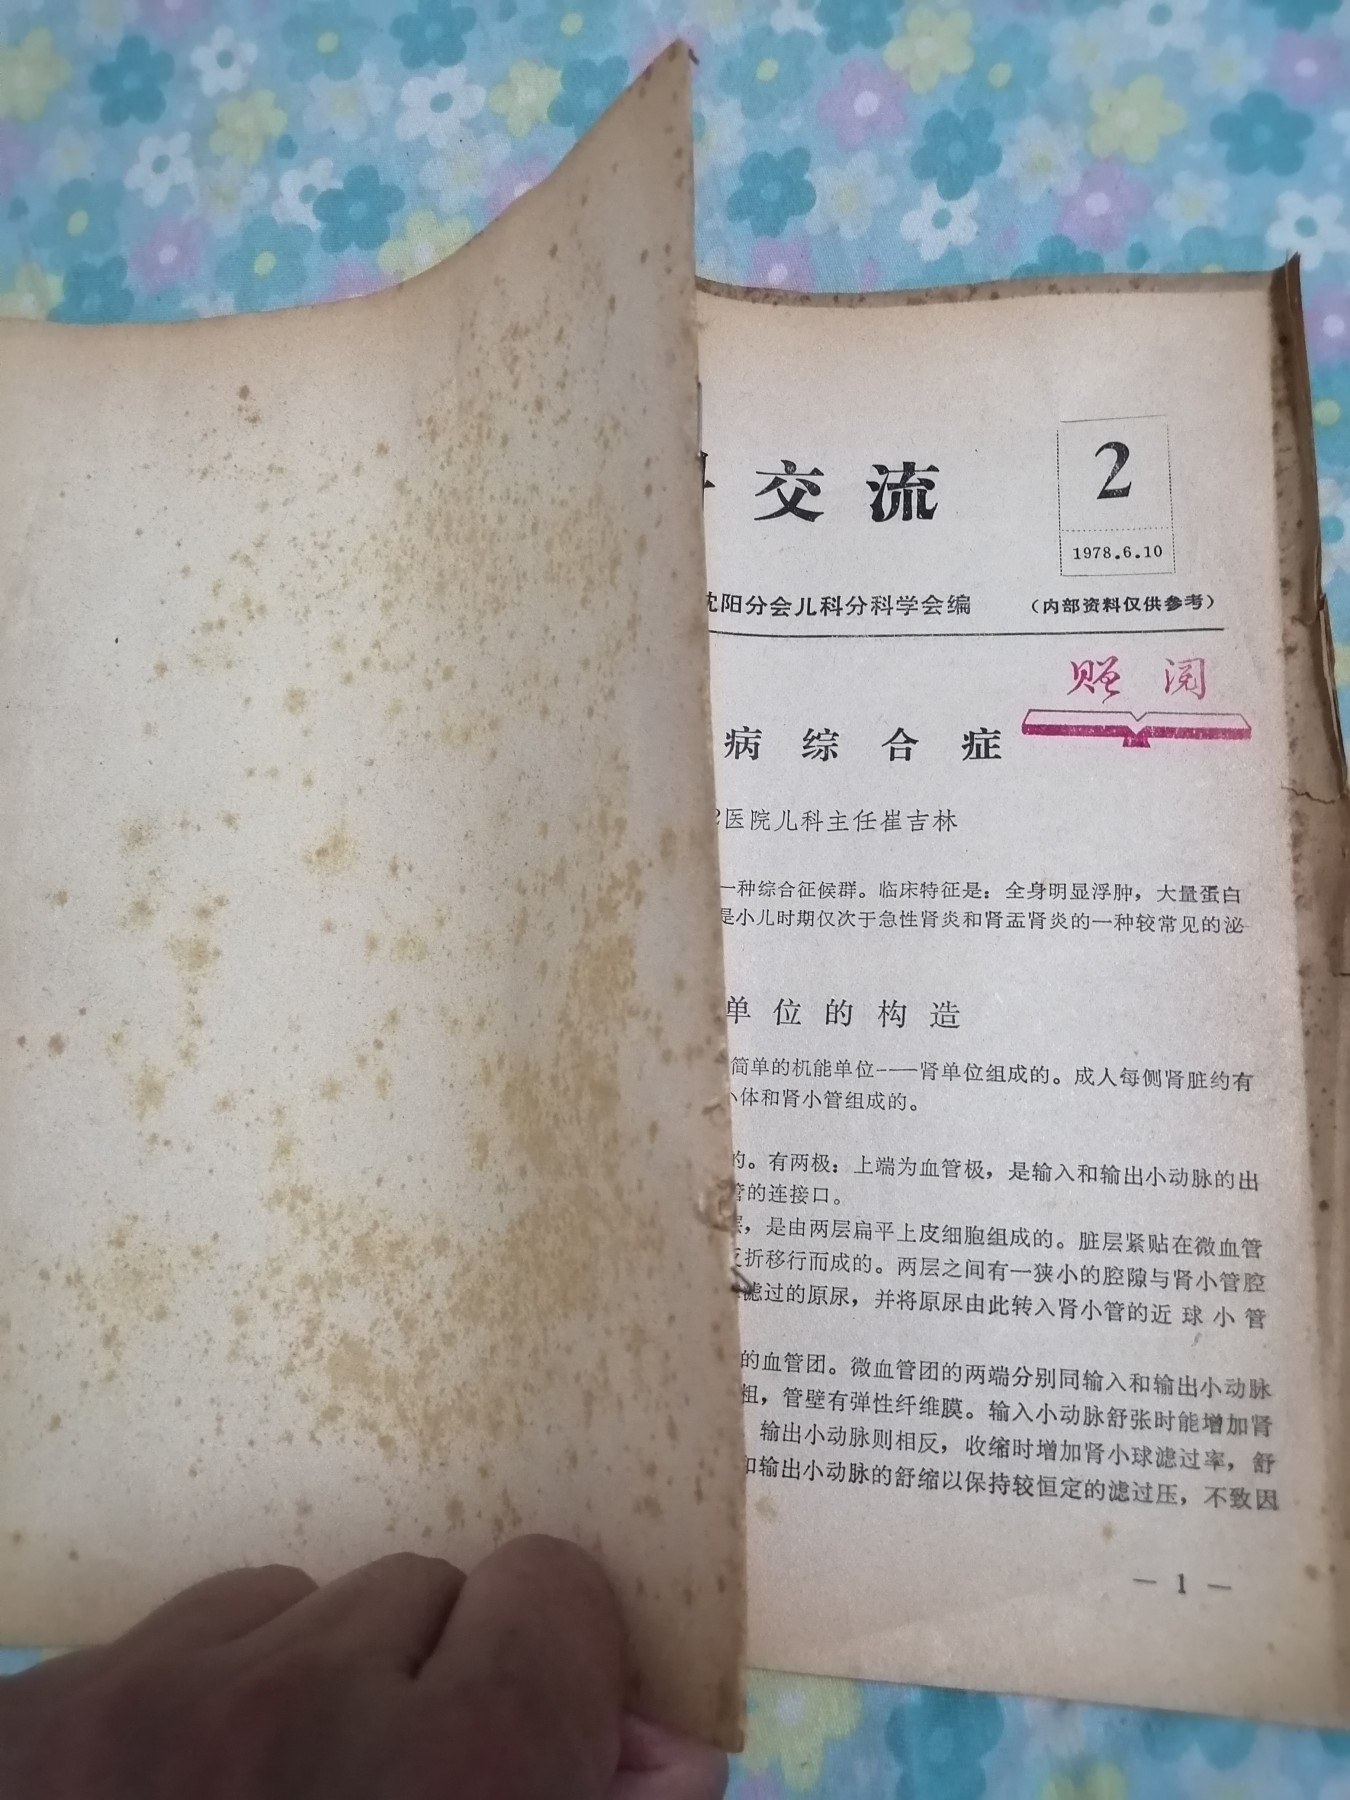 交流
2
1978.6.10
沈阳分会儿科分科学会编
（内部资料仅供参考）
赠阅
病综合症
2医院儿科主任崔吉林
一种综合征候群。临床特征是：全身明显浮肿，大量蛋白
是小儿时期仅次于急性肾炎和肾盂肾炎的一种较常见的泌
单位的构造
简单的机能单位——肾单位组成的。成人每侧肾脏约有
小体和肾小管组成的。
的。有两极：上端为血管极，是输入和输出小动脉的出
管的连接口。
层，是由两层扁平上皮细胞组成的。脏层紧贴在微血管
反折移行而成的。两层之间有一狭小的腔隙与肾小管腔
滤过的原尿，并将原尿由此转入肾小管的近球小管
的血管团。微血管团的两端分别同输入和输出小动脉
粗，管壁有弹性纤维膜。输入小动脉舒张时能增加肾
输出小动脉则相反，收缩时增加肾小球滤过率，舒
和输出小动脉的舒缩以保持较恒定的滤过压，不致因
— 1 —